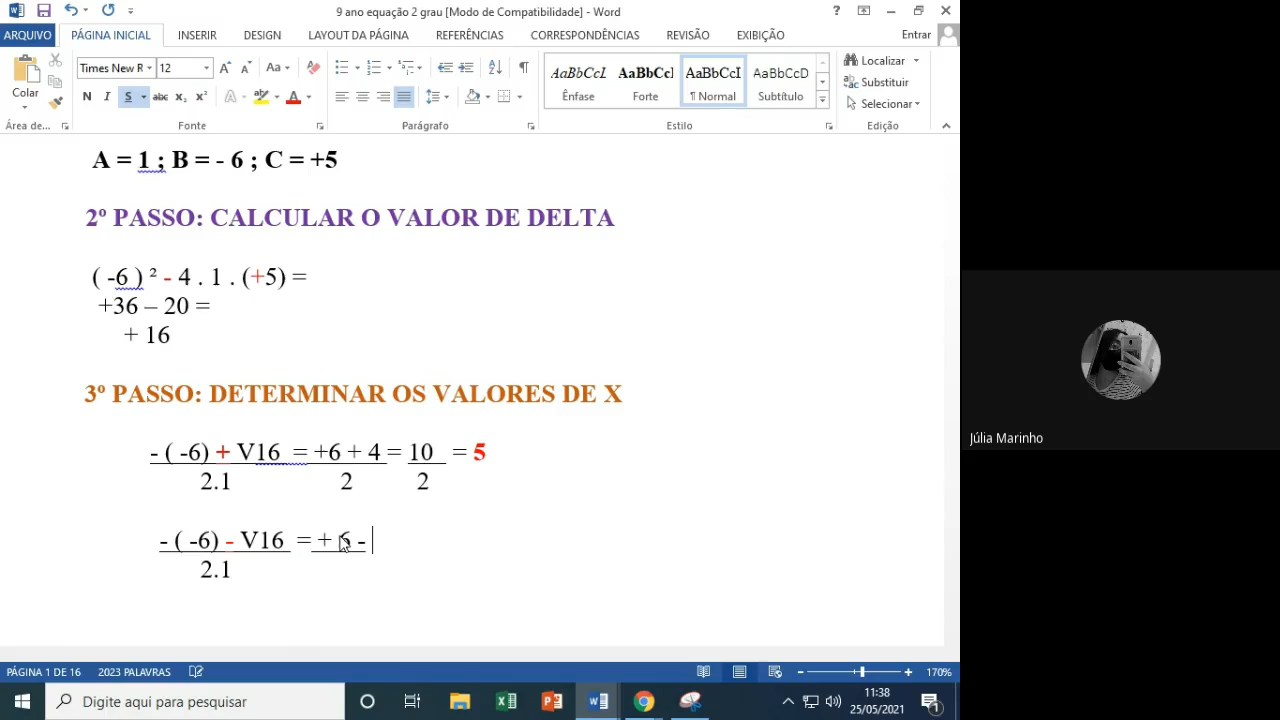 9 ano equação 2 grau [Modo de Compatibilidade] - Word
?
ARQUIVO PÁGINA INICIAL INSERIR DESIGN LAYOUT DA PÁGINA REFERÊNCIAS CORRESPONDÊNCIAS REVISÃO EXIBIÇÃO Entrar
Colar
Times New R 12 Aa
N I S abc x₂ x² A A
AaBbCcI AaBbCcl AaBbCcI AaBbCcD
Ênfase Forte ¶ Normal Subtítulo
Localizar
Substituir
Selecionar
Área de... Fonte Parágrafo Estilo Edição
A = 1 ; B = - 6 ; C = +5
2º PASSO: CALCULAR O VALOR DE DELTA
( -6 ) ² - 4 . 1 . (+5) =
+36 – 20 =
+ 16
3º PASSO: DETERMINAR OS VALORES DE X
- ( -6) + V16 = +6 + 4 = 10 = 5
2.1 2 2
- ( -6) - V16 = + 6 -
2.1
Júlia Marinho
PÁGINA 1 DE 16 2023 PALAVRAS 170%
Digite aqui para pesquisar
11:38
25/05/2021
1